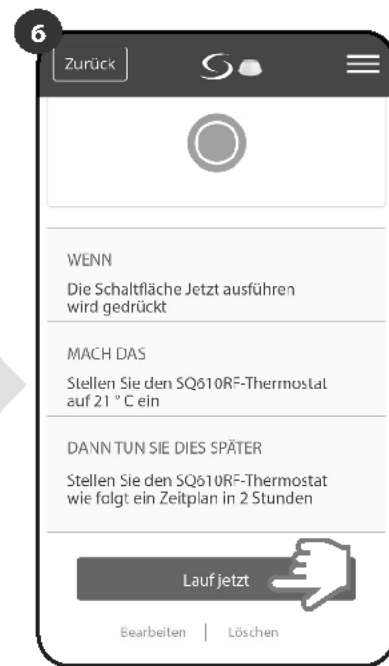 6
Zurück
WENN
Die Schaltfläche Jetzt ausführen
wird gedrückt
MACH DAS
Stellen Sie den SQ610RF-Thermostat
auf 21 ° C ein
DANN TUN SIE DIES SPÄTER
Stellen Sie den SQ610RF-Thermostat
wie folgt ein Zeitplan in 2 Stunden
Lauf jetzt
Bearbeiten | Löschen